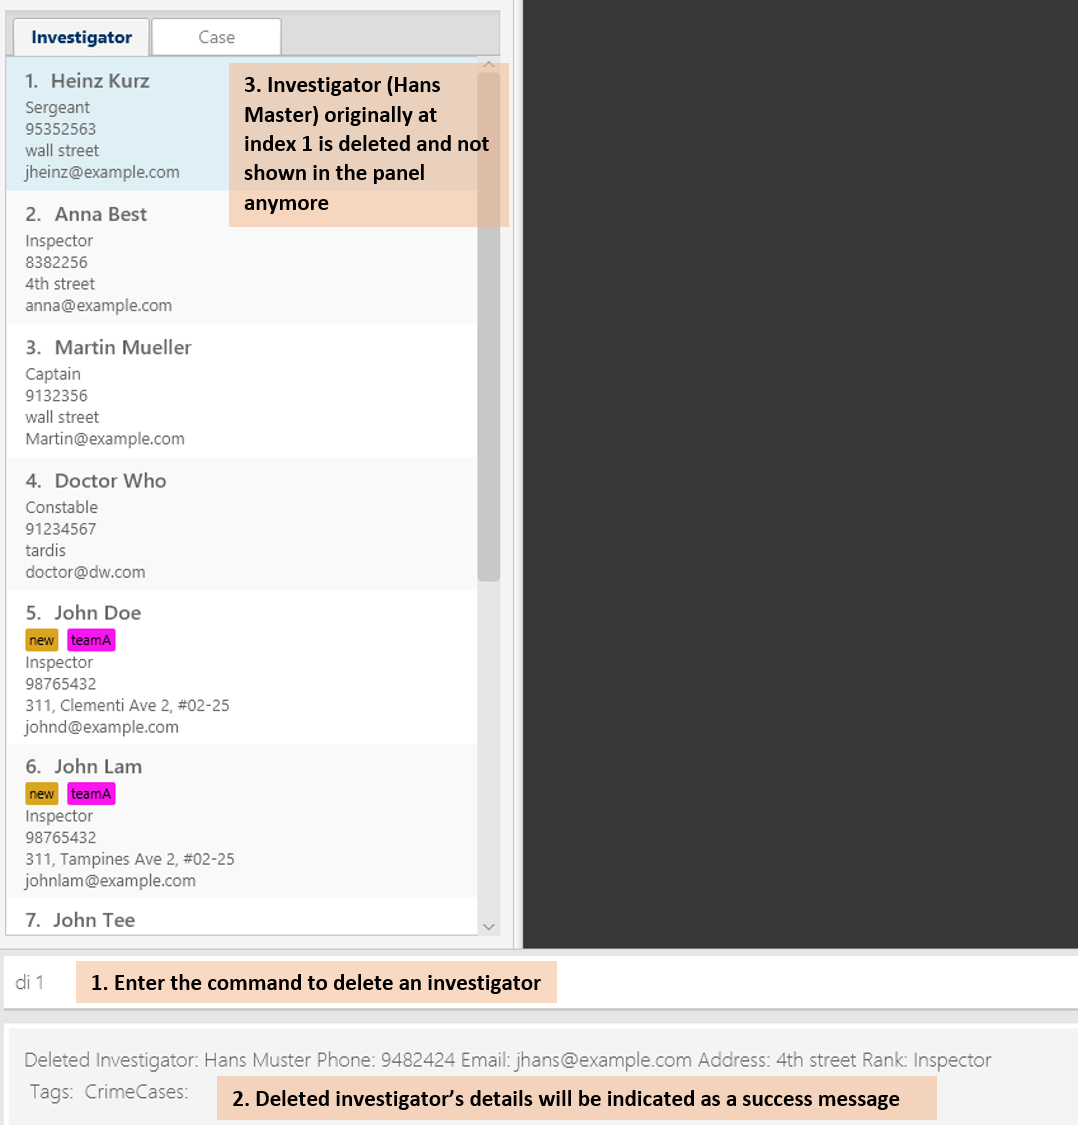 Investigator
Case
1. Heinz Kurz
Sergeant
95352563
wall street
jheinz@example.com
3. Investigator (Hans
Master) originally at
index 1 is deleted and not
shown in the panel
anymore
2. Anna Best
Inspector
8382256
4th street
anna@example.com
3. Martin Mueller
Captain
9132356
wall street
Martin@example.com
4. Doctor Who
Constable
91234567
tardis
doctor@dw.com
5. John Doe
new teamA
Inspector
98765432
311, Clementi Ave 2, #02-25
johnd@example.com
6. John Lam
new teamA
Inspector
98765432
311, Tampines Ave 2, #02-25
johnlam@example.com
7. John Tee
di 1
1. Enter the command to delete an investigator
Deleted Investigator: Hans Muster Phone: 9482424 Email: jhans@example.com Address: 4th street Rank: Inspector
Tags: CrimeCases:
2. Deleted investigator’s details will be indicated as a success message